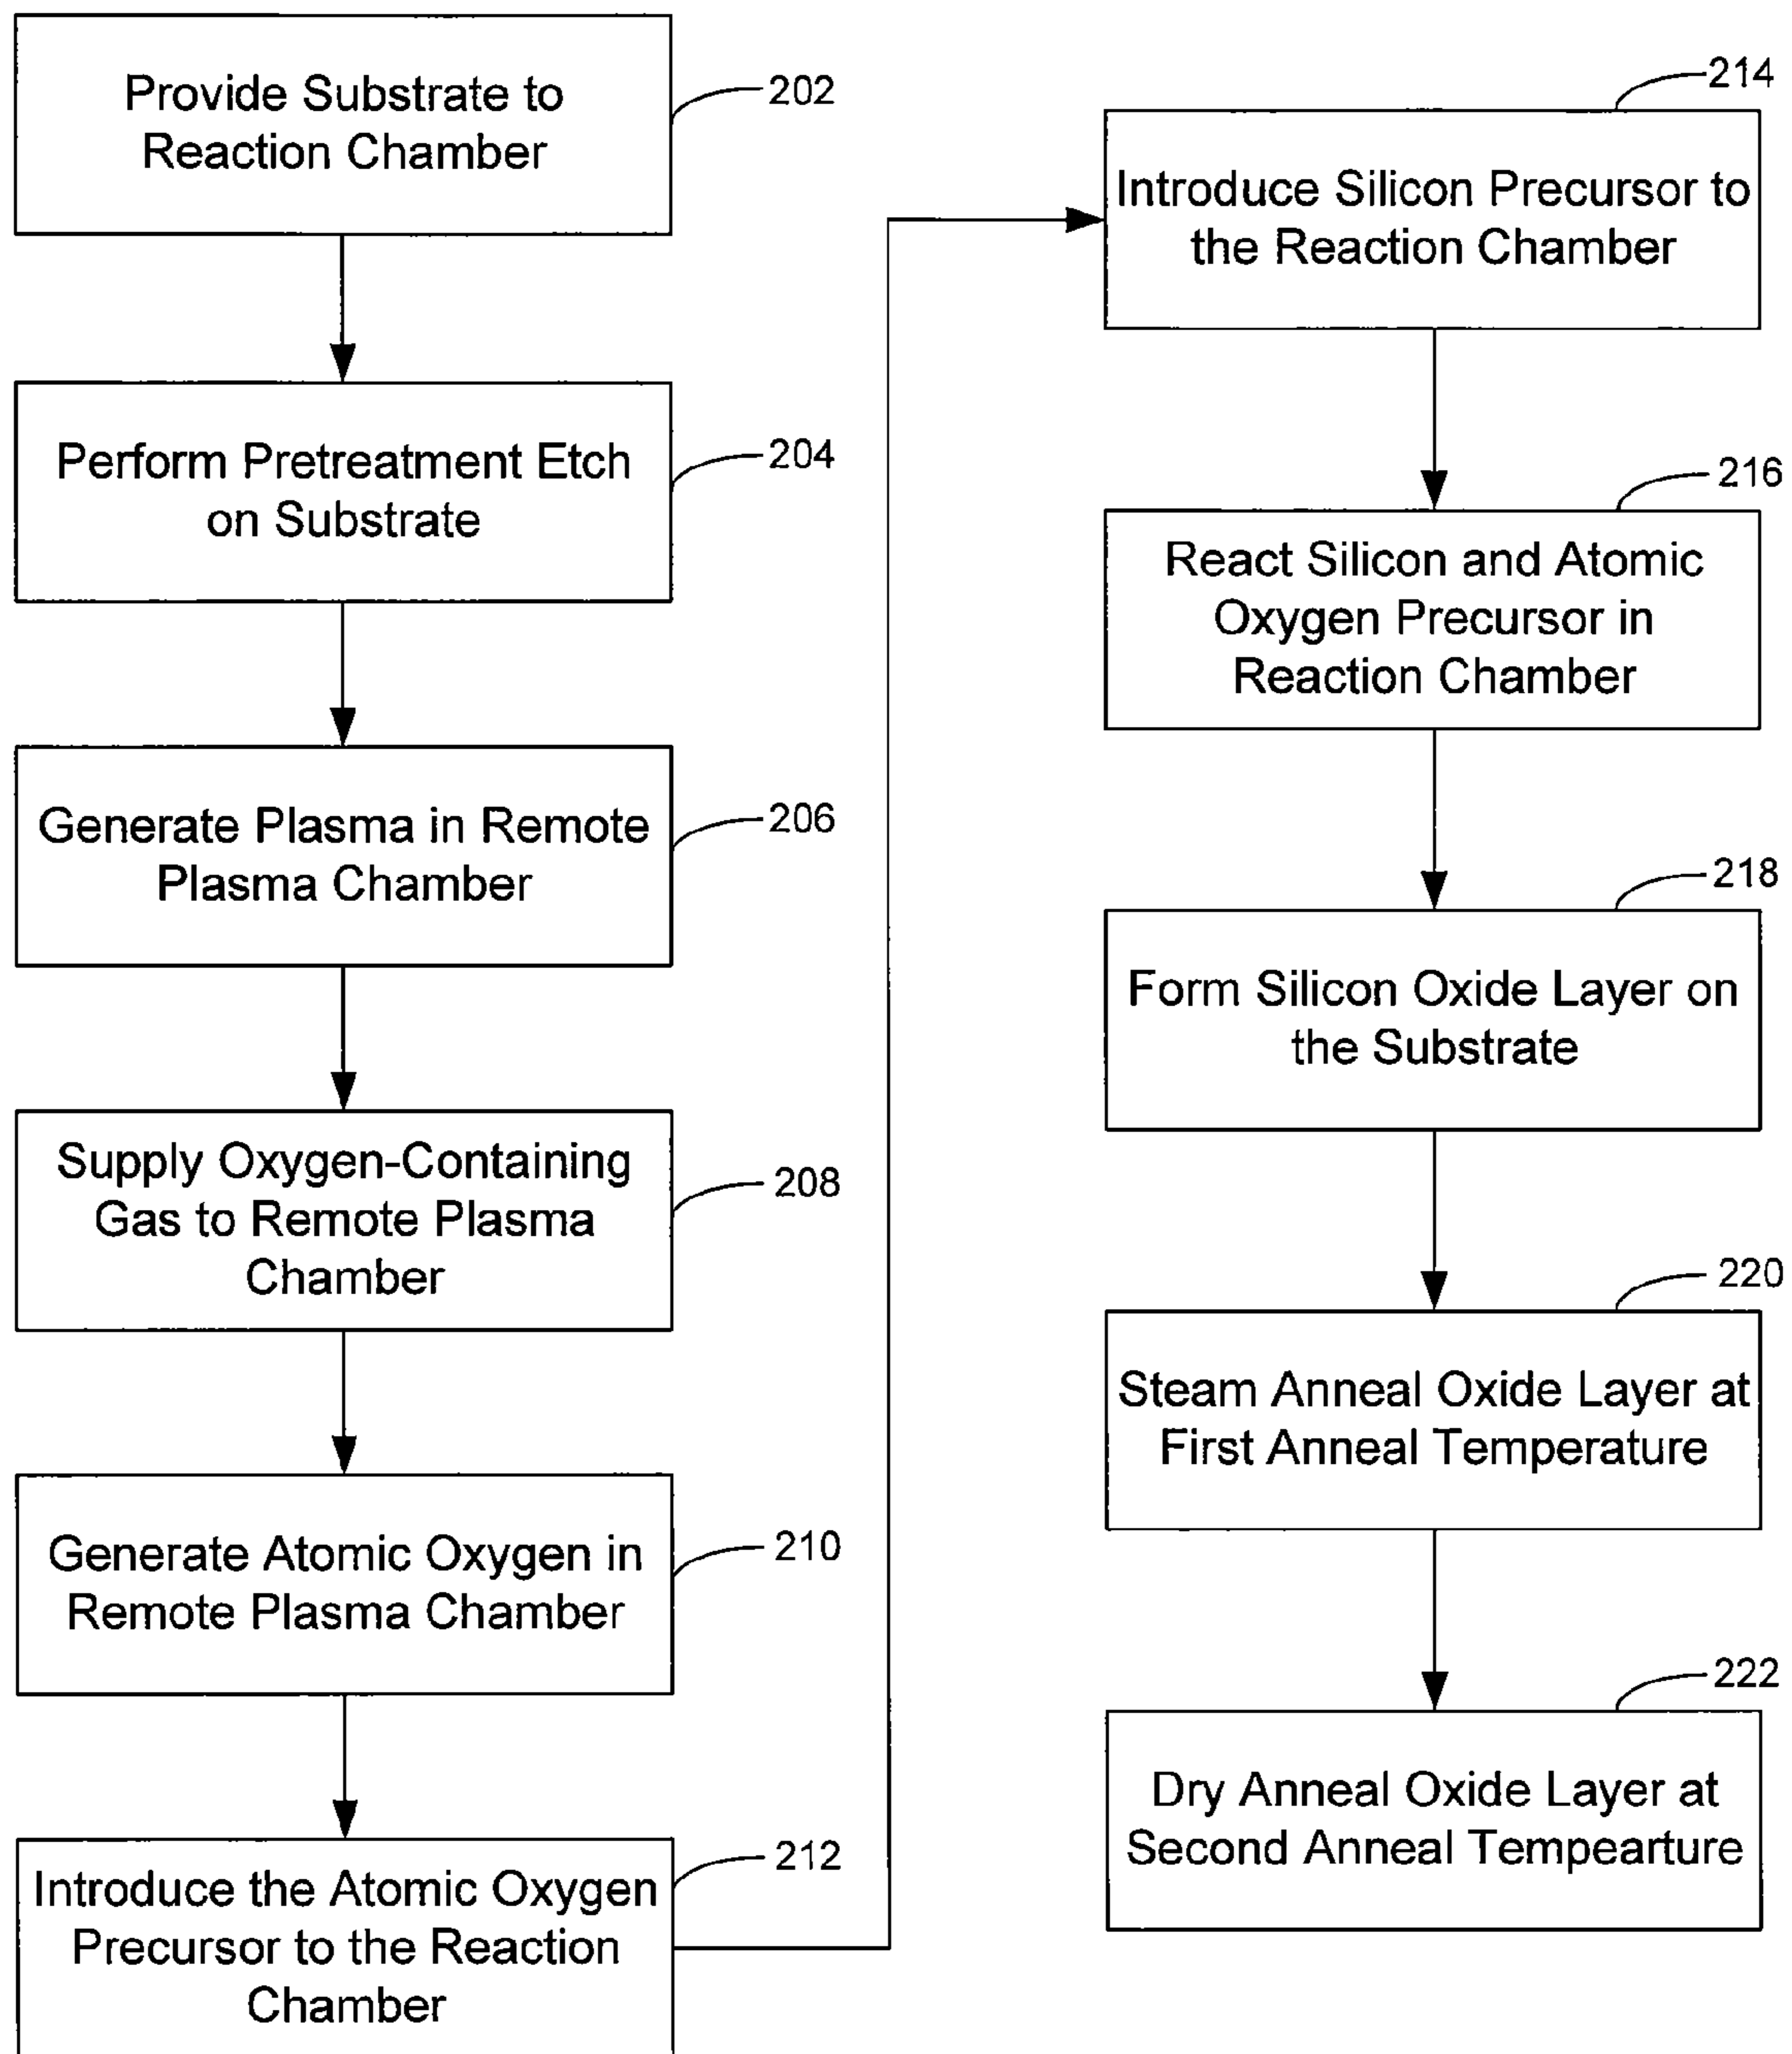 Provide Substrate to
Reaction Chamber
202
Perform Pretreatment Etch
on Substrate
204
Generate Plasma in Remote
Plasma Chamber
206
Supply Oxygen-Containing
Gas to Remote Plasma
Chamber
208
Generate Atomic Oxygen in
Remote Plasma Chamber
210
Introduce the Atomic Oxygen
Precursor to the Reaction
Chamber
212
214
Introduce Silicon Precursor to
the Reaction Chamber
216
React Silicon and Atomic
Oxygen Precursor in
Reaction Chamber
218
Form Silicon Oxide Layer on
the Substrate
220
Steam Anneal Oxide Layer at
First Anneal Temperature
222
Dry Anneal Oxide Layer at
Second Anneal Tempearture